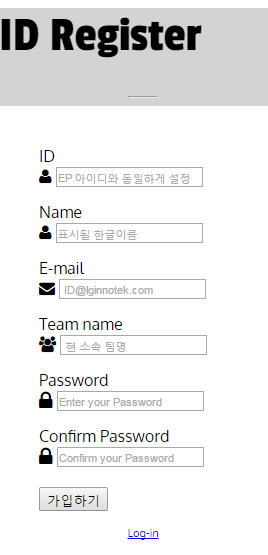 ID Register
ID
EP 아이디와 동일하게 설정
Name
표시될 한글이름
E-mail
ID@lginnotek.com
Team name
현 소속 팀명
Password
Enter your Password
Confirm Password
Confirm your Password
가입하기
Log-in